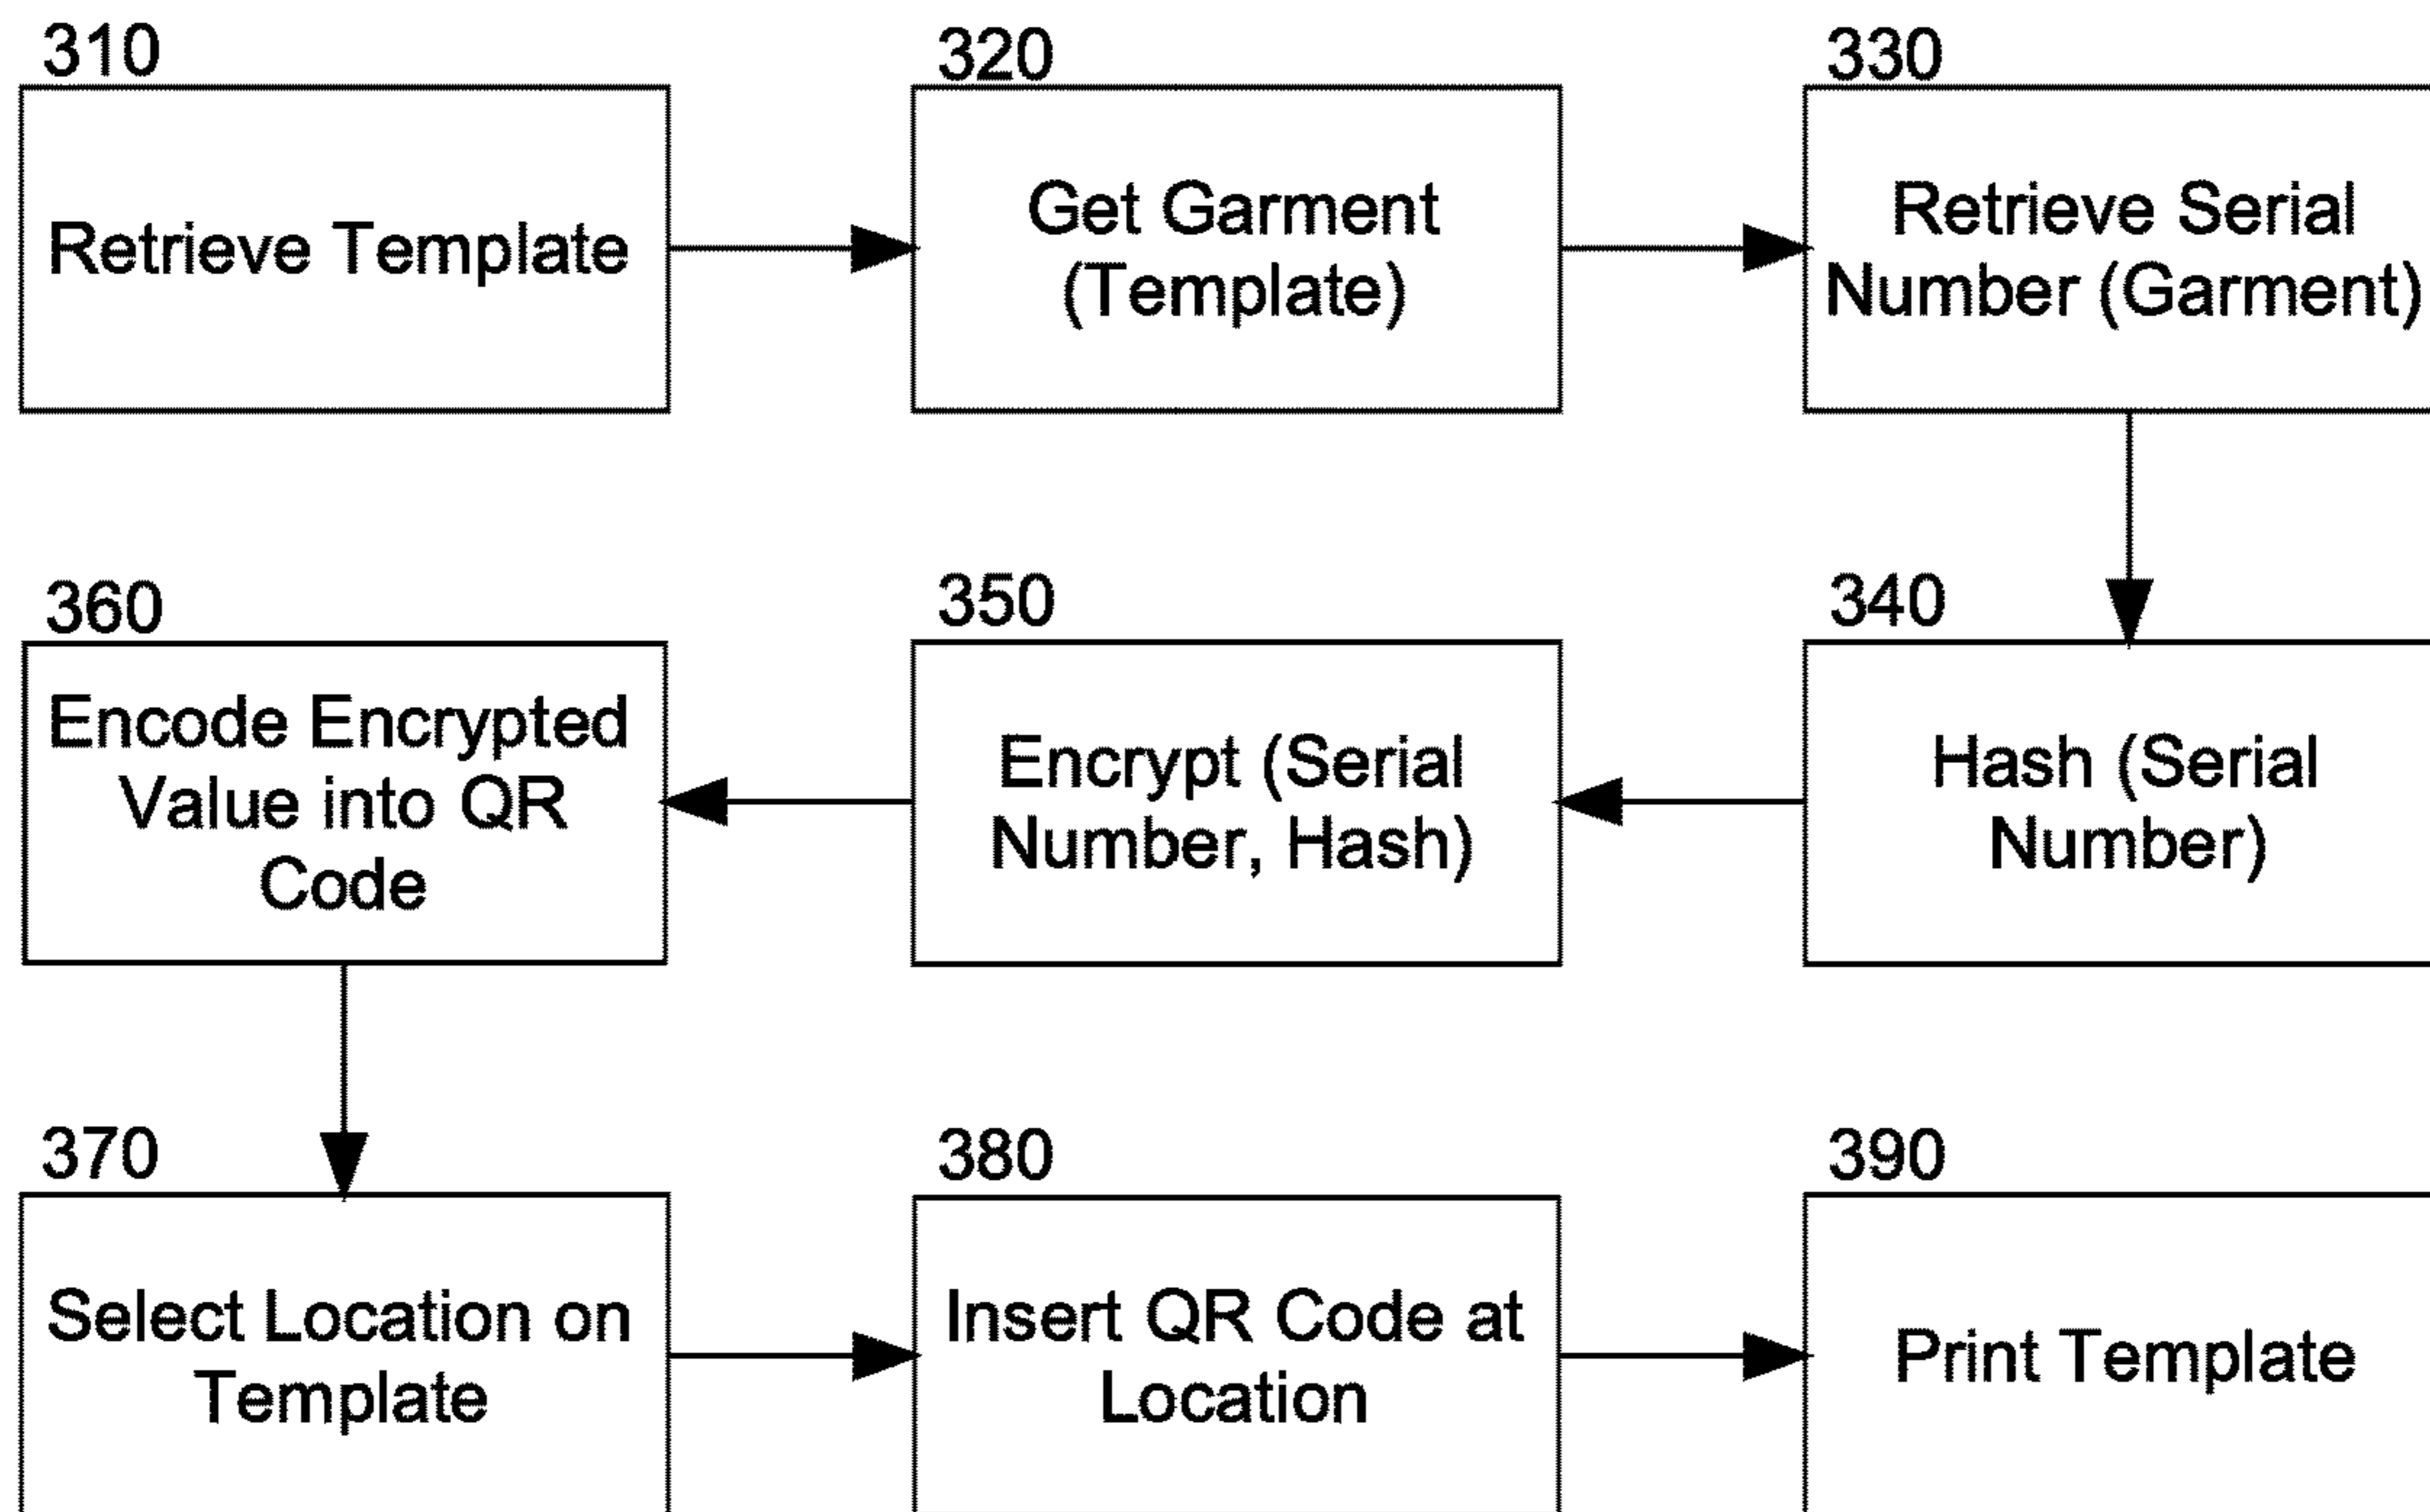 310
Retrieve Template
320
Get Garment
(Template)
330
Retrieve Serial
Number (Garment)
340
Hash (Serial
Number)
350
Encrypt (Serial
Number, Hash)
360
Encode Encrypted
Value into QR
Code
370
Select Location on
Template
380
Insert QR Code at
Location
390
Print Template